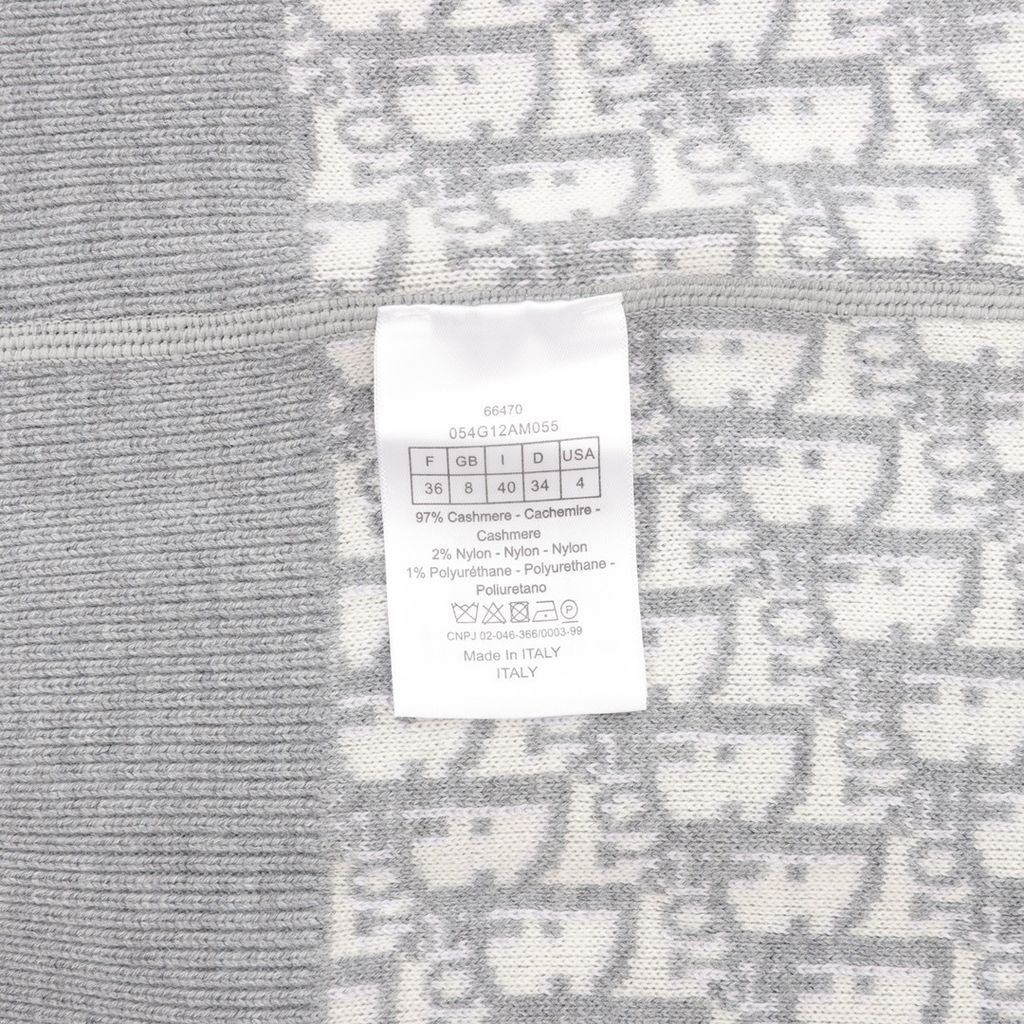 66470
054G12AM055
F GB I D USA
36 8 40 34 4
97% Cashmere - Cachemire -
Cashmere
2% Nylon - Nylon - Nylon
1% Polyuréthane - Polyurethane -
Poliuretano
P
CNPJ 02-046-366/0003-99
Made In ITALY
ITALY